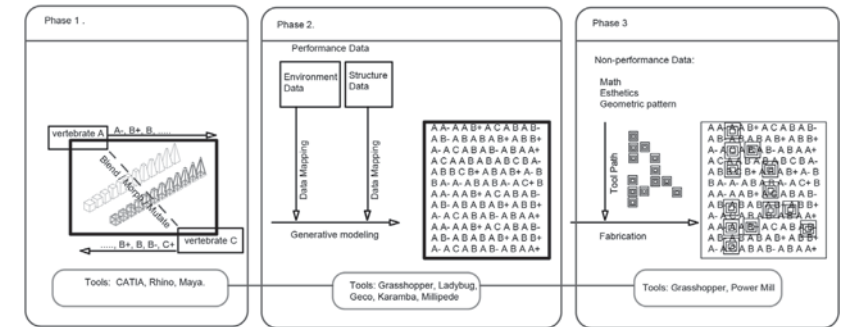 Phase 1 .
vertebrate A
A-, B+, B, .....
Blend / Morph / Mutate
....., B+, B, B-, C+
vertebrate C
Tools: CATIA, Rhino, Maya.
Phase 2.
Performance Data
Environment
Data
Structure
Data
Data Mapping
Data Mapping
Generative modeling
A A- A A B+ A C A B A B-
A B- A B A B A B+ A B B+
A- A C A B A B- A B A A+
A C A A B A B A B C B A-
A B B C B+ A B A B+ A- B
B A- A- A B A B A- A C+ B
A A- A A B+ A C A B A B-
A B- A B A B A B+ A B B+
A- A C A B A B- A B A A+
A A- A A B+ A C A B A B-
A B- A B A B A B+ A B B+
A- A C A B A B- A B A A+
Tools: Grasshopper, Ladybug,
Geco, Karamba, Millipede
Phase 3
Non-performance Data:
Math
Esthetics
Geometric pattern
Tool Path
Fabrication
Tools: Grasshopper, Power Mill